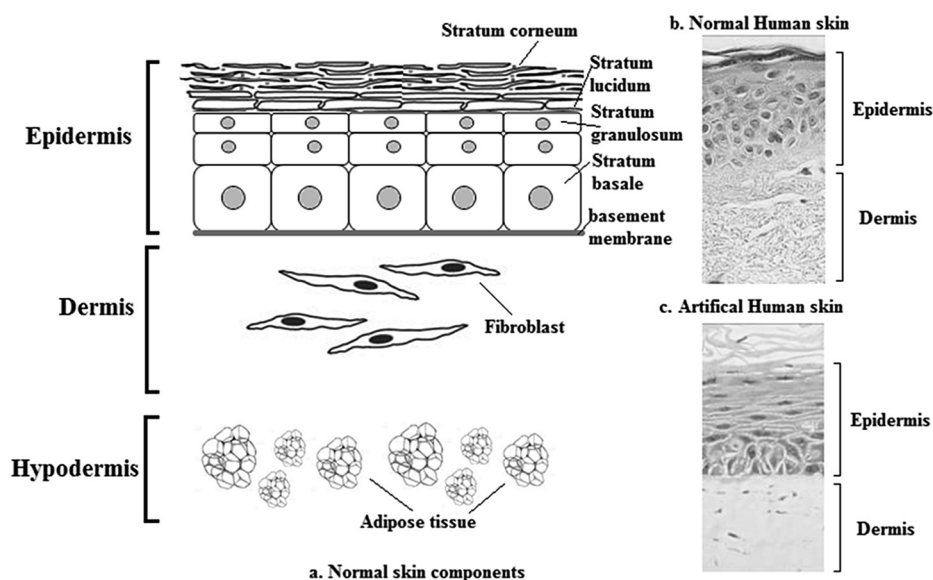 Stratum corneum
Stratum
lucidum
Stratum
granulosum
Stratum
basale
basement
membrane
Epidermis
Dermis
Fibroblast
Hypodermis
Adipose tissue
a. Normal skin components
b. Normal Human skin
Epidermis
Dermis
c. Artifical Human skin
Epidermis
Dermis